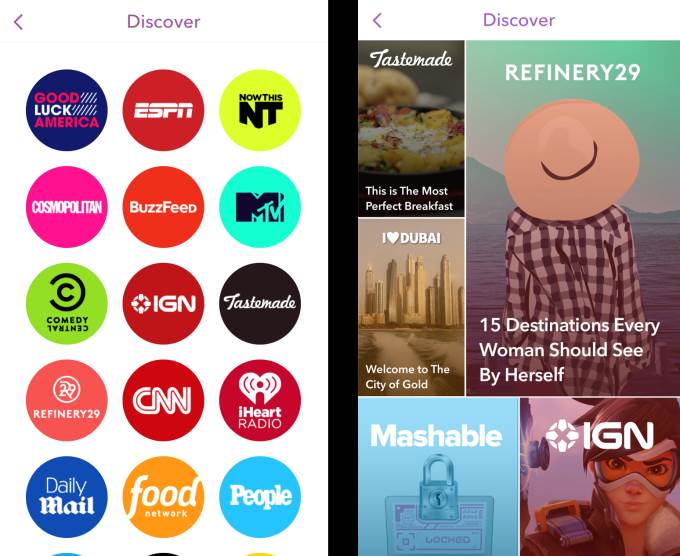 Discover
GOOD
LUCK
AMERICA
ESPN
NOWTHIS
NT
COSMOPOLITAN
BUZZFEED
MTV
COMEDY
CENTRAL
IGN
Tastemade
29
REFINERY29
CNN
iHeart
RADIO
Daily
Mail
food
network
People
Discover
Tastemade
This is The Most
Perfect Breakfast
REFINERY29
15 Destinations Every
Woman Should See
By Herself
I♥DUBAI
Welcome to The
City of Gold
Mashable
LOCKED
IGN